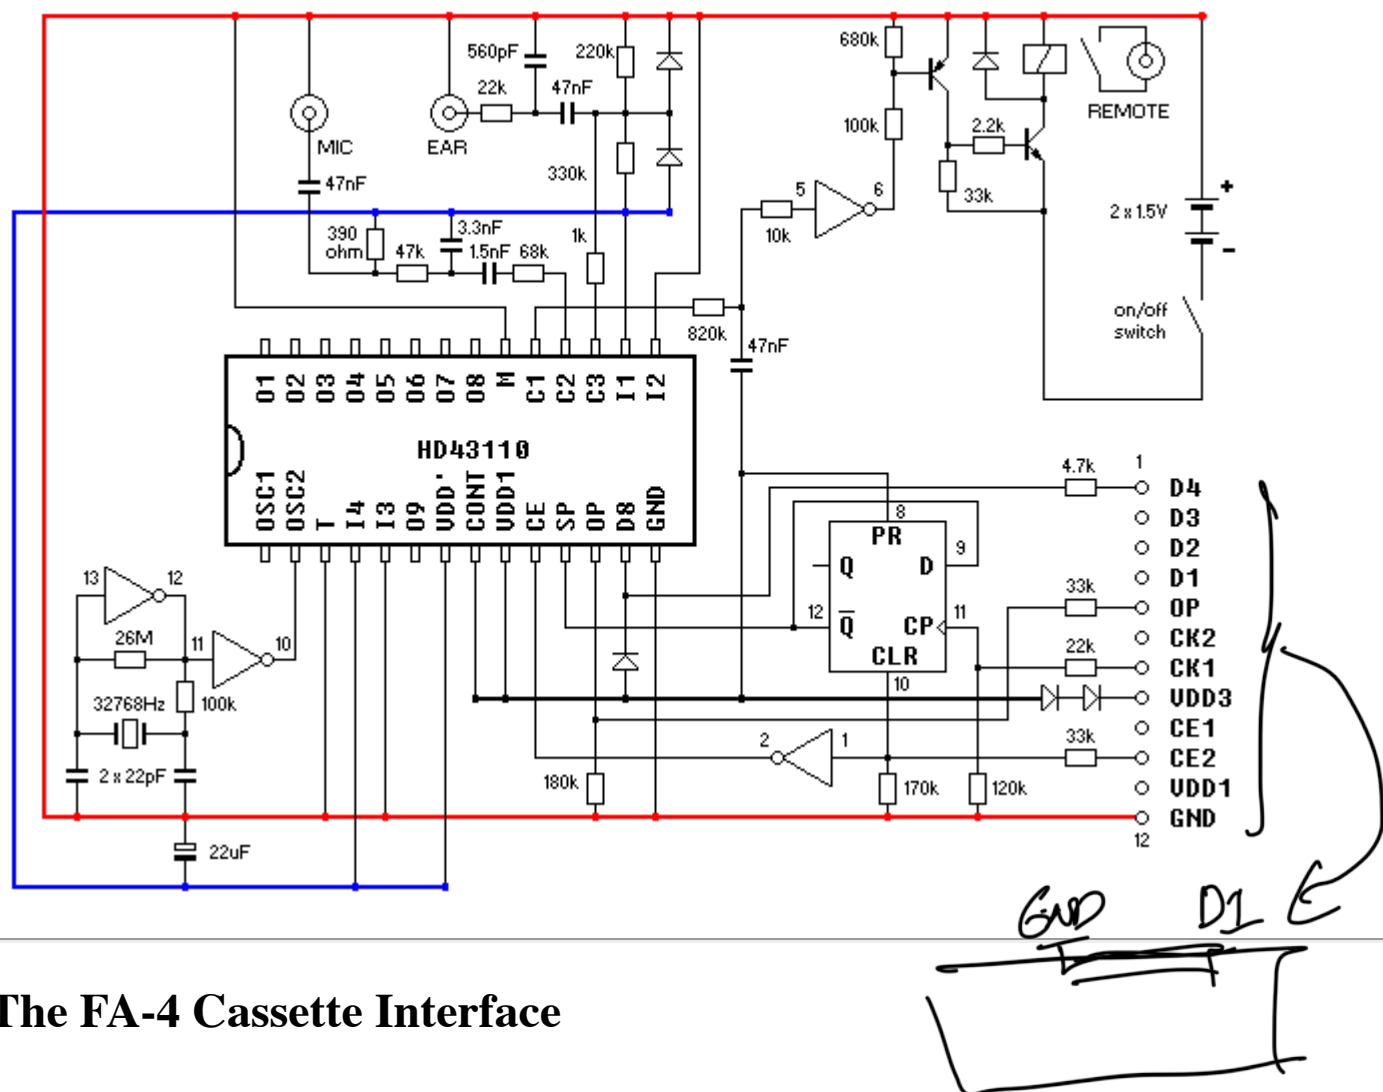 560pF
220k
680k
22k
47nF
100k
2.2k
REMOTE
MIC
EAR
330k
47nF
5
6
33k
+
2 x 1.5V
−
10k
390
ohm
3.3nF
47k
1.5nF
68k
1k
820k
47nF
on/off
switch
O1 O2 O3 O4 O5 O6 O7 O8 M C1 C2 C3 I1 I2
HD43110
OSC1 OSC2 T I4 I3 O9 VDD' CONT VDD1 CE SP OP D8 GND
4.7k
1
D4
D3
D2
D1
33k
OP
CK2
22k
CK1
VDD3
CE1
33k
CE2
VDD1
GND
12
8
PR
Q
D
9
12
Q
CP
11
CLR
10
13
12
26M
11
10
32768Hz
100k
2 x 22pF
2
1
180k
170k
120k
22uF
GND D1
The FA-4 Cassette Interface